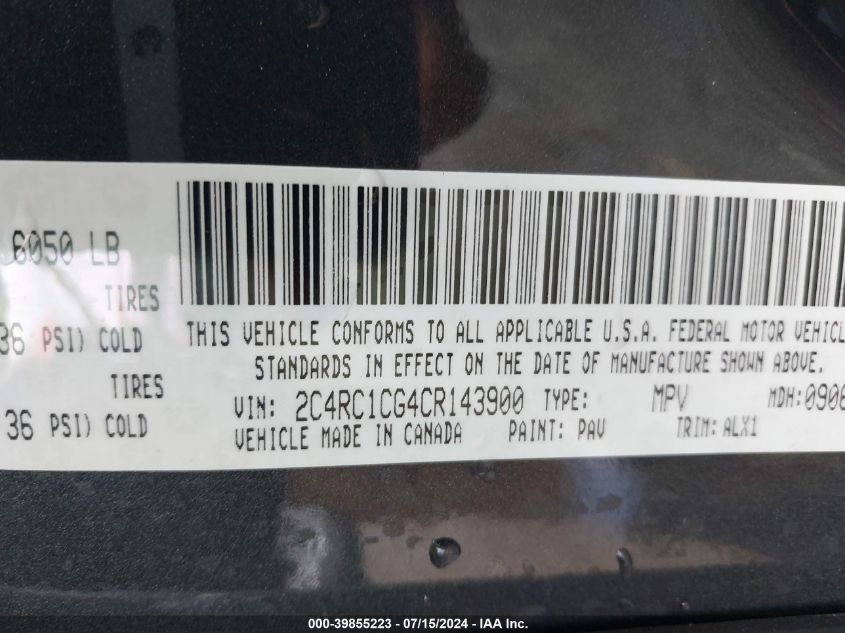 6050 LB
TIRES
36 PSI) COLD
TIRES
36 PSI) COLD
THIS VEHICLE CONFORMS TO ALL APPLICABLE U.S.A. FEDERAL MOTOR VEHICL
STANDARDS IN EFFECT ON THE DATE OF MANUFACTURE SHOWN ABOVE.
VIN: 2C4RC1CG4CR143900 TYPE: MPV MDH:0906
VEHICLE MADE IN CANADA PAINT: PAV TRIM: ALX1
000-39855223 - 07/15/2024 - IAA Inc.